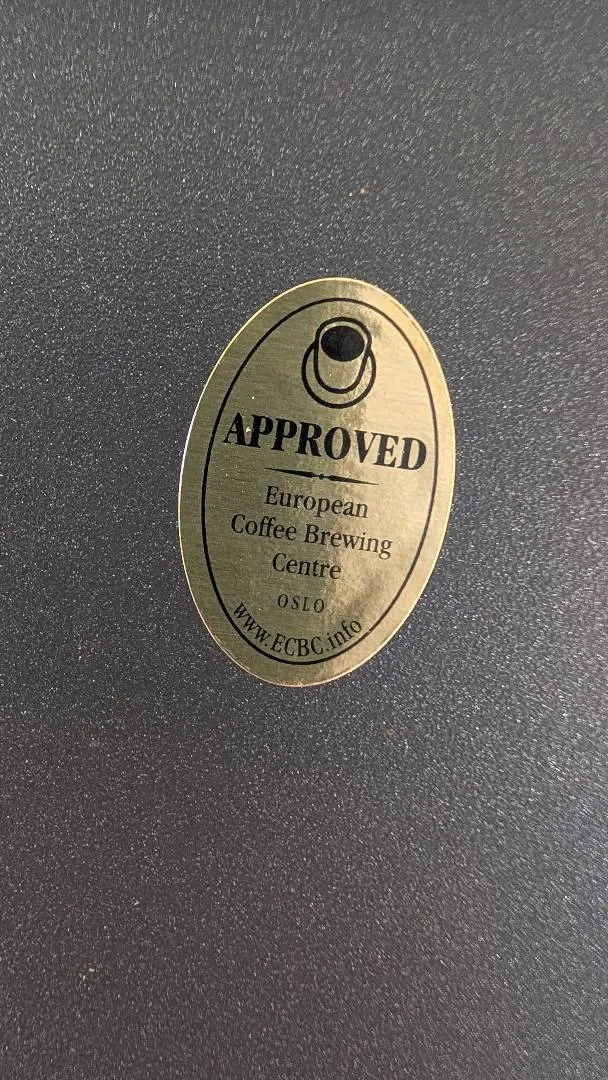 APPROVED
European
Coffee Brewing
Centre
OSLO
www.ECBC.info